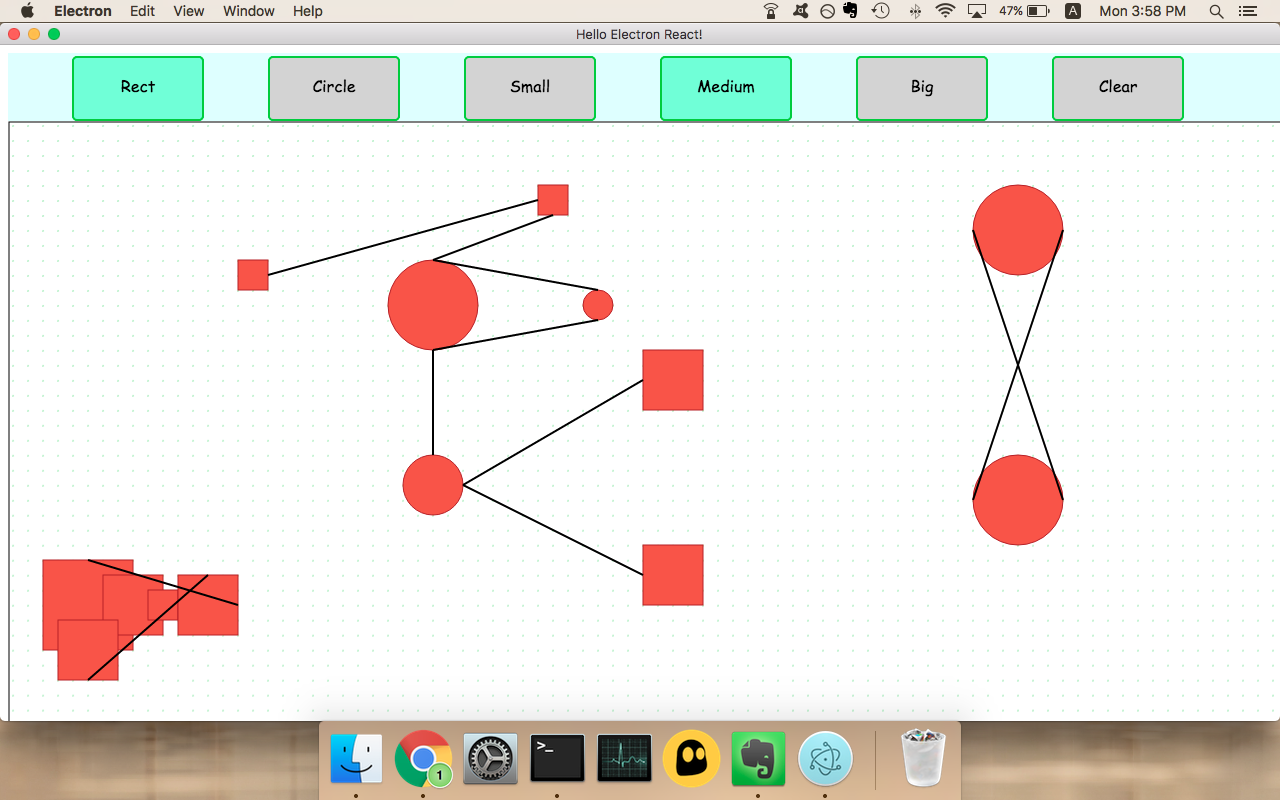 Electron Edit View Window Help 47% A Mon 3:58 PM
Hello Electron React!
Rect Circle Small Medium Big Clear
>_
1